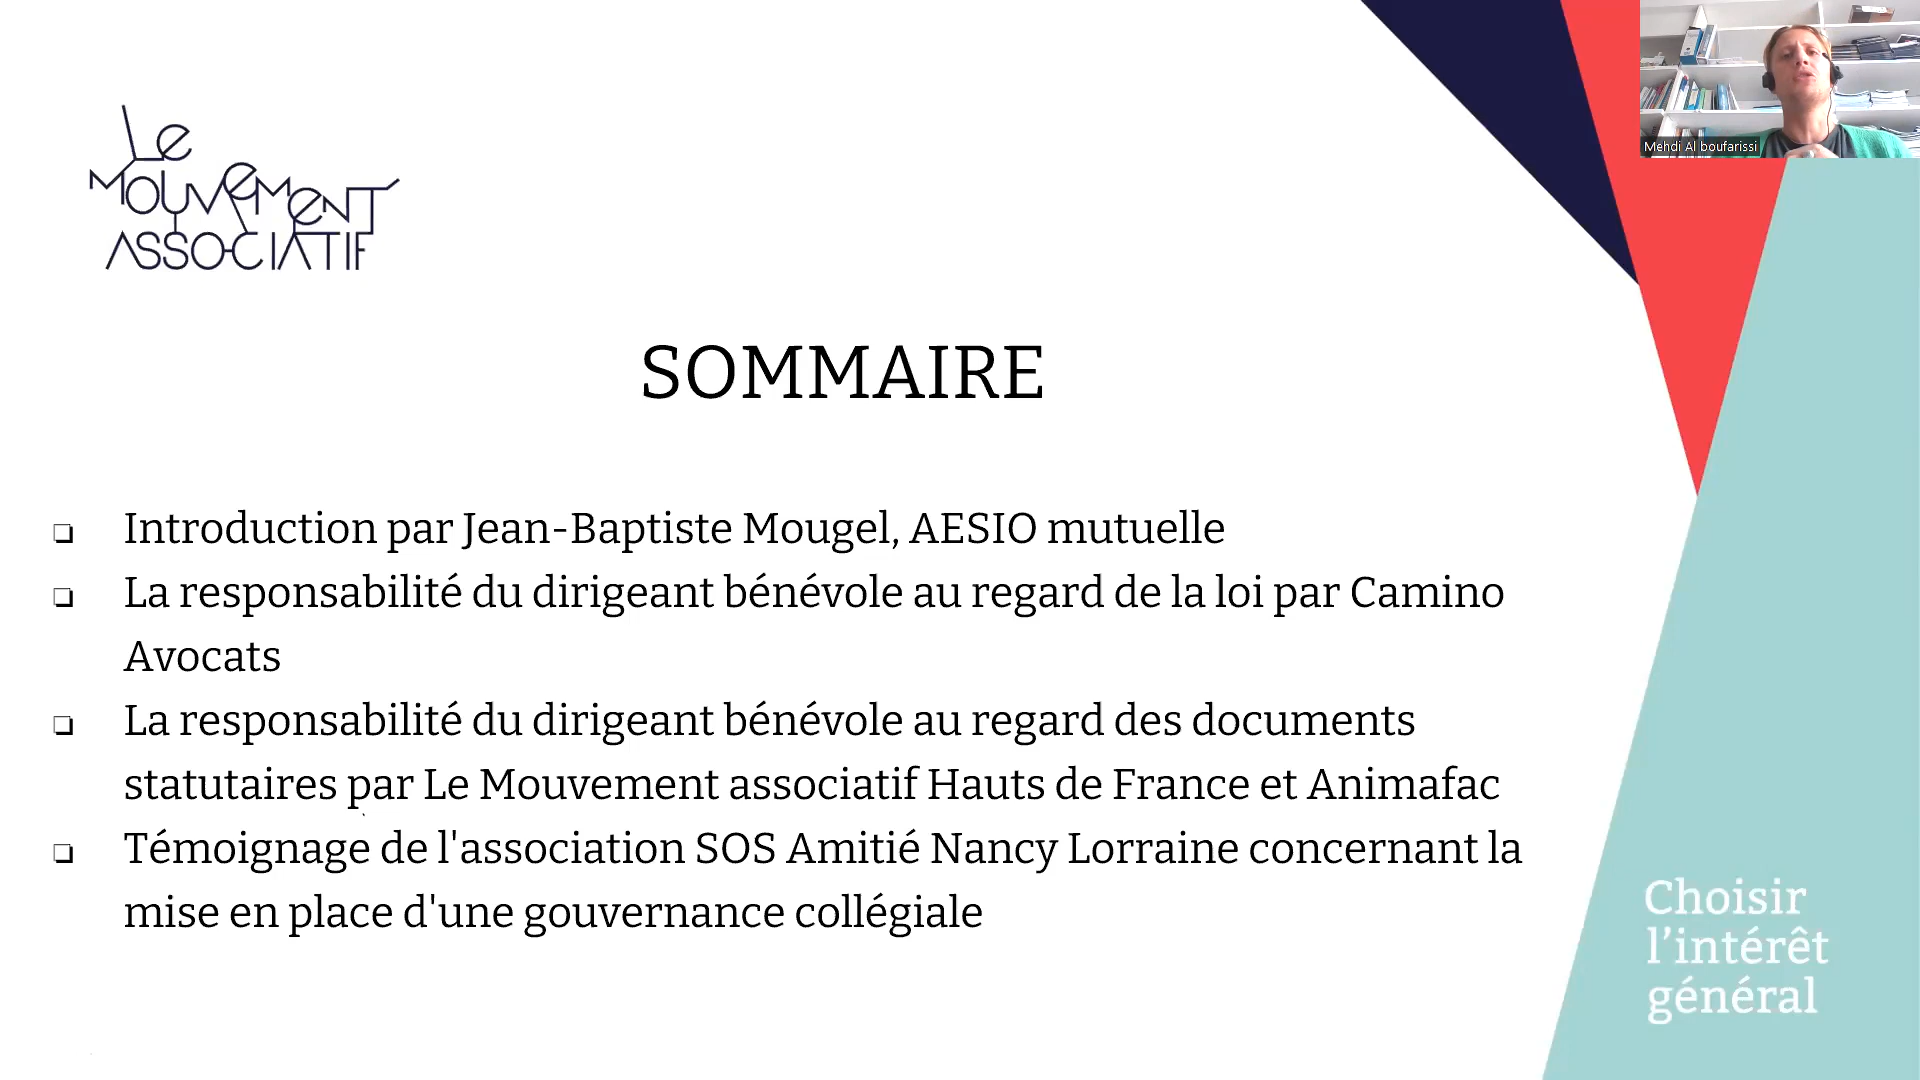 Le
Mouvement
Associatif
Mehdi Al boufarissi
SOMMAIRE
❏ Introduction par Jean-Baptiste Mougel, AESIO mutuelle
❏ La responsabilité du dirigeant bénévole au regard de la loi par Camino
Avocats
❏ La responsabilité du dirigeant bénévole au regard des documents
statutaires par Le Mouvement associatif Hauts de France et Animafac
❏ Témoignage de l'association SOS Amitié Nancy Lorraine concernant la
mise en place d'une gouvernance collégiale
Choisir
l’intérêt
général